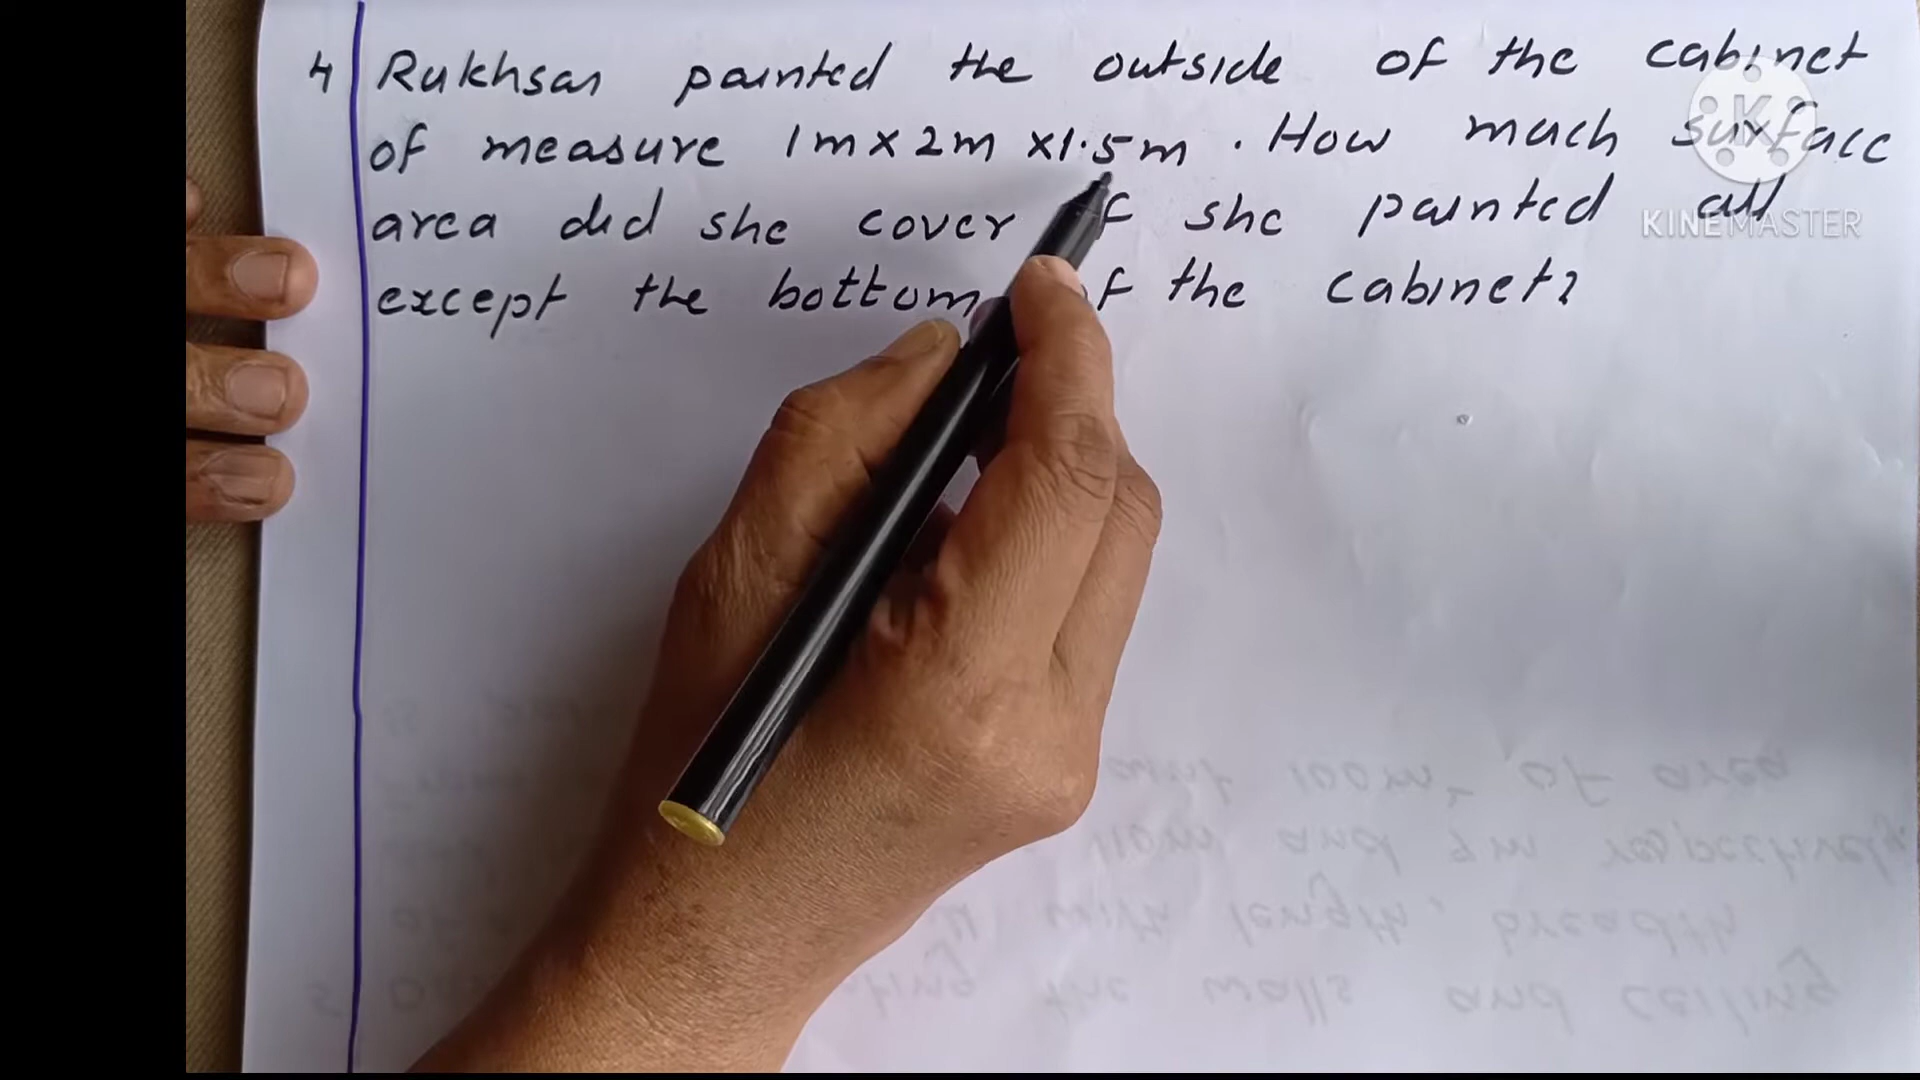 4 Rukhsar painted the outside of the cabinet
of measure 1m x 2m x1.5m . How much surface
area did she cover if she painted all
except the bottom of the cabinet?
K
KINEMASTER